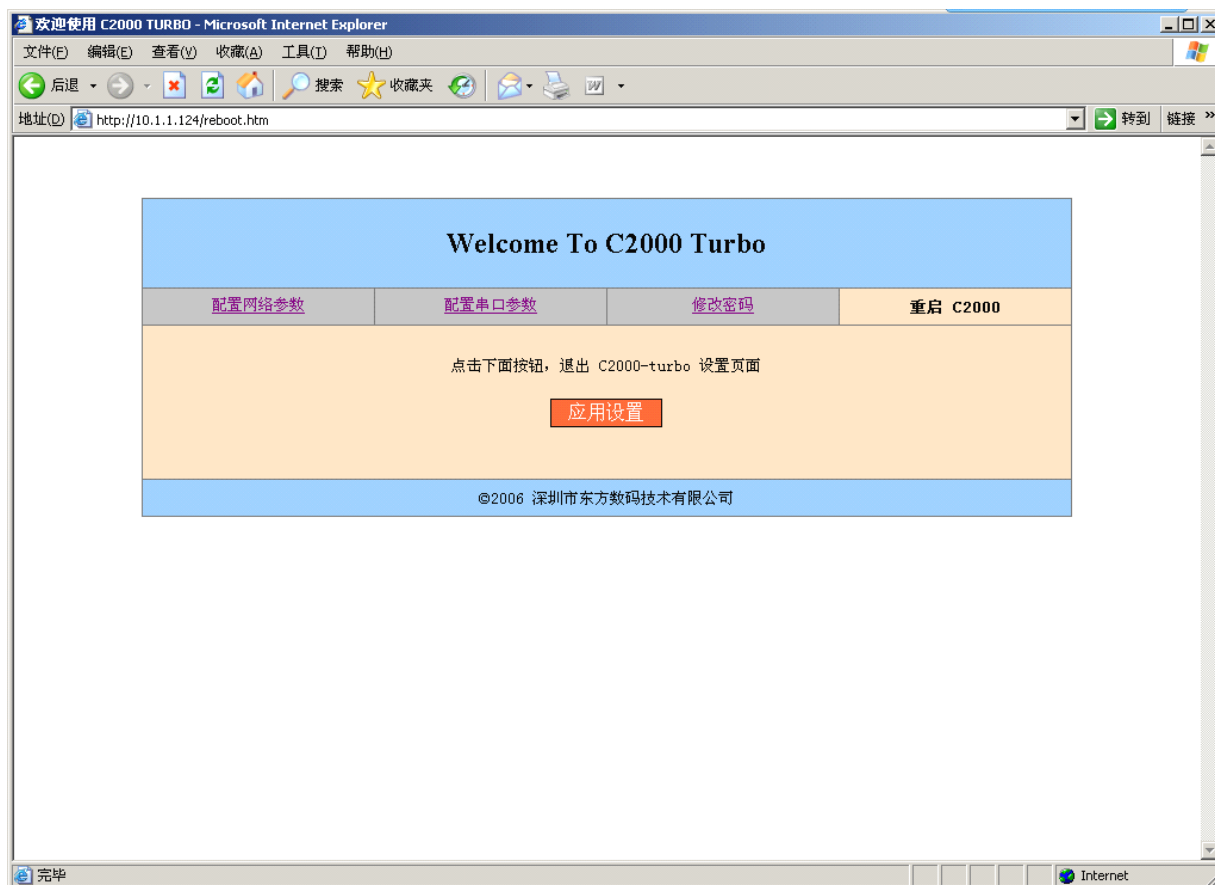 欢迎使用 C2000 TURBO - Microsoft Internet Explorer
文件(F) 编辑(E) 查看(V) 收藏(A) 工具(T) 帮助(H)
后退 搜索 收藏夹
地址(D) http://10.1.1.124/reboot.htm 转到 链接 »
Welcome To C2000 Turbo
配置网络参数 配置串口参数 修改密码 重启 C2000
点击下面按钮，退出 C2000-turbo 设置页面
应用设置
©2006 深圳市东方数码技术有限公司
完毕 Internet